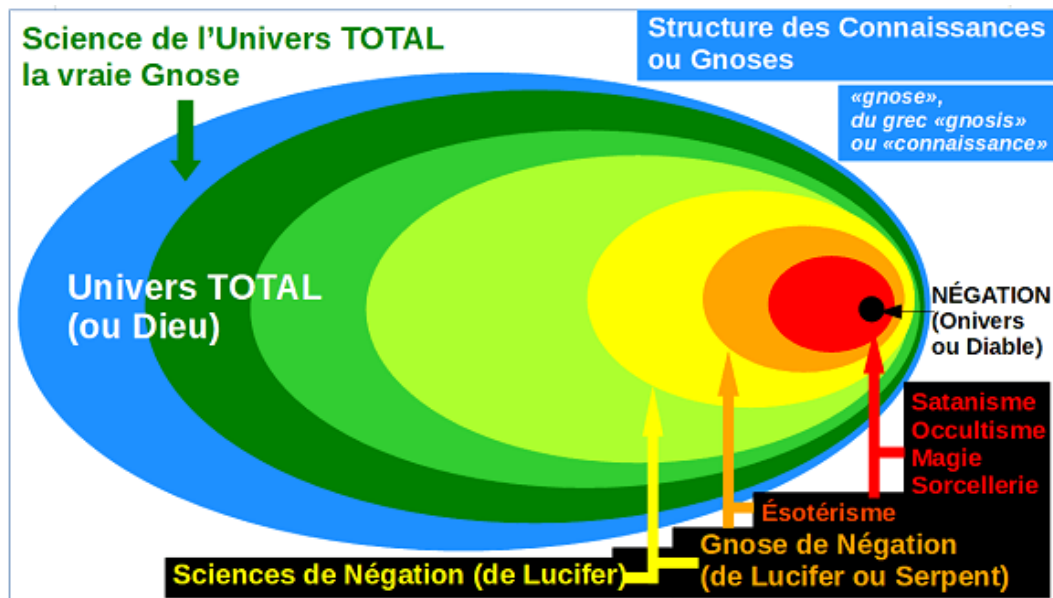 Science de l'Univers TOTAL
la vraie Gnose
Structure des Connaissances
ou Gnoses
«gnose»,
du grec «gnosis»
ou «connaissance»
Univers TOTAL
(ou Dieu)
NÉGATION
(Onivers
ou Diable)
Satanisme
Occultisme
Magie
Sorcellerie
Ésotérisme
Gnose de Négation
(de Lucifer ou Serpent)
Sciences de Négation (de Lucifer)